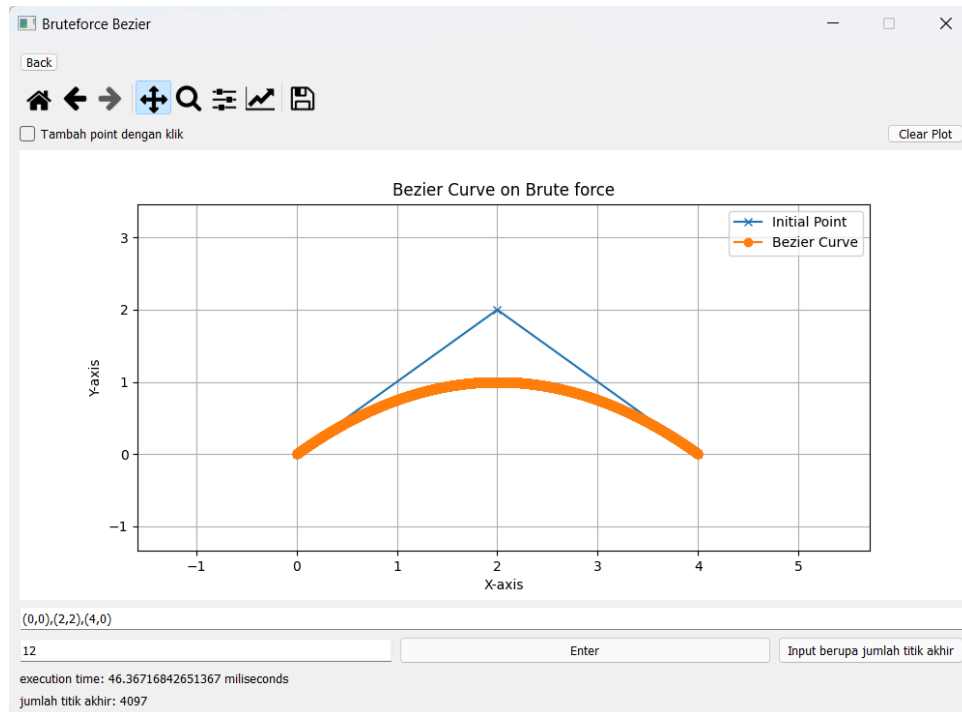 Bruteforce Bezier
Back
Tambah point dengan klik
Clear Plot
Bezier Curve on Brute force
Initial Point
Bezier Curve
3
2
1
0
−1
Y-axis
−1 0 1 2 3 4 5
X-axis
(0,0),(2,2),(4,0)
12
Enter
Input berupa jumlah titik akhir
execution time: 46.36716842651367 miliseconds
jumlah titik akhir: 4097